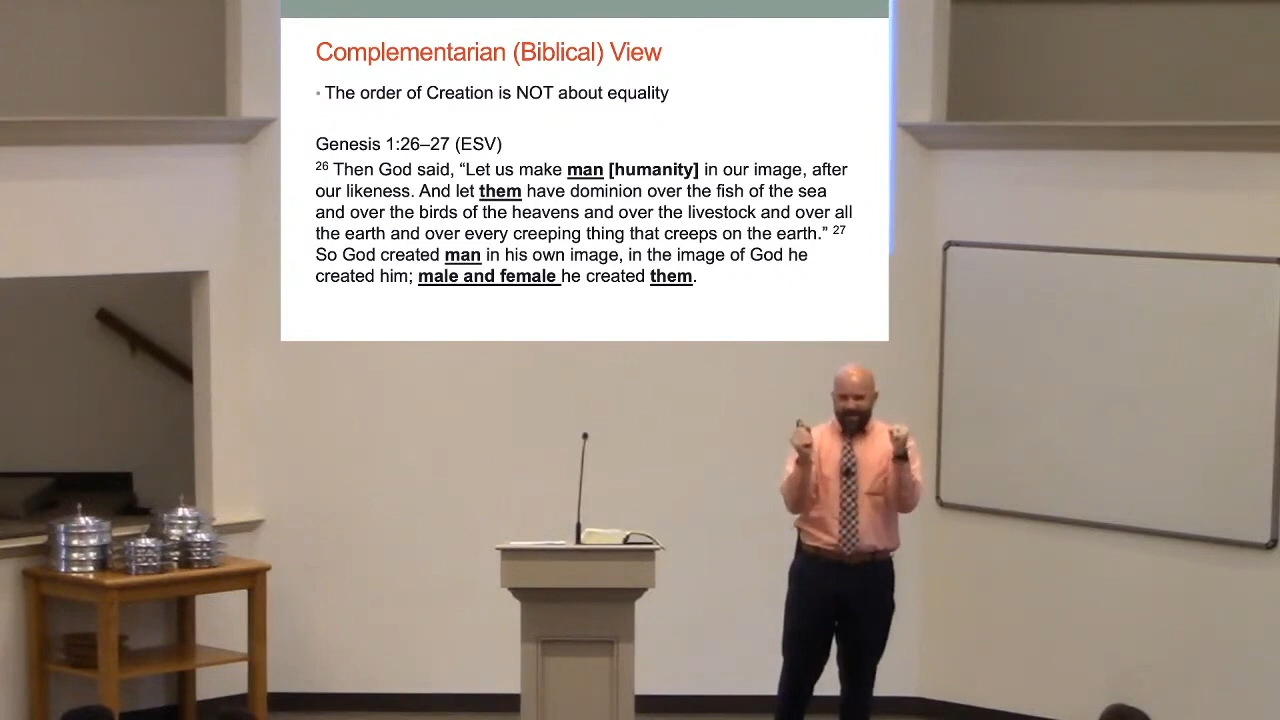 Complementarian (Biblical) View
• The order of Creation is NOT about equality
Genesis 1:26–27 (ESV)
26 Then God said, “Let us make man [humanity] in our image, after
our likeness. And let them have dominion over the fish of the sea
and over the birds of the heavens and over the livestock and over all
the earth and over every creeping thing that creeps on the earth.” 27
So God created man in his own image, in the image of God he
created him; male and female he created them.